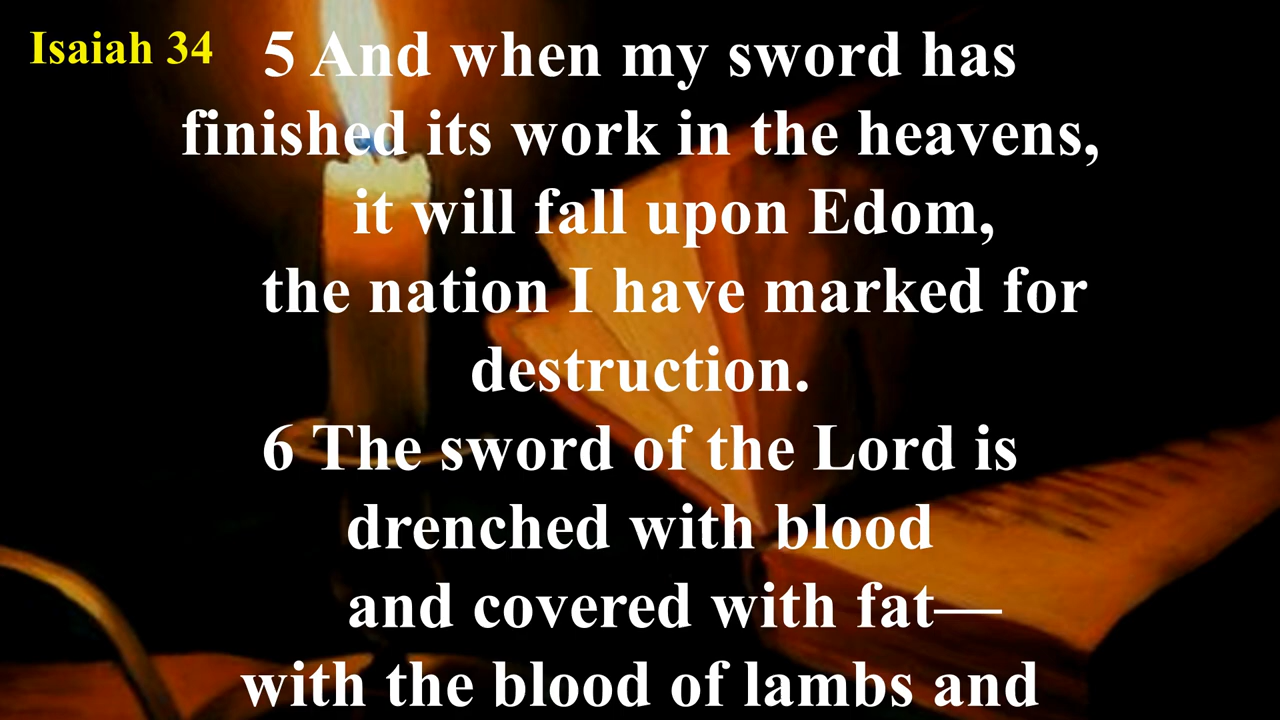 Isaiah 34
5 And when my sword has
finished its work in the heavens,
it will fall upon Edom,
the nation I have marked for
destruction.
6 The sword of the Lord is
drenched with blood
and covered with fat—
with the blood of lambs and